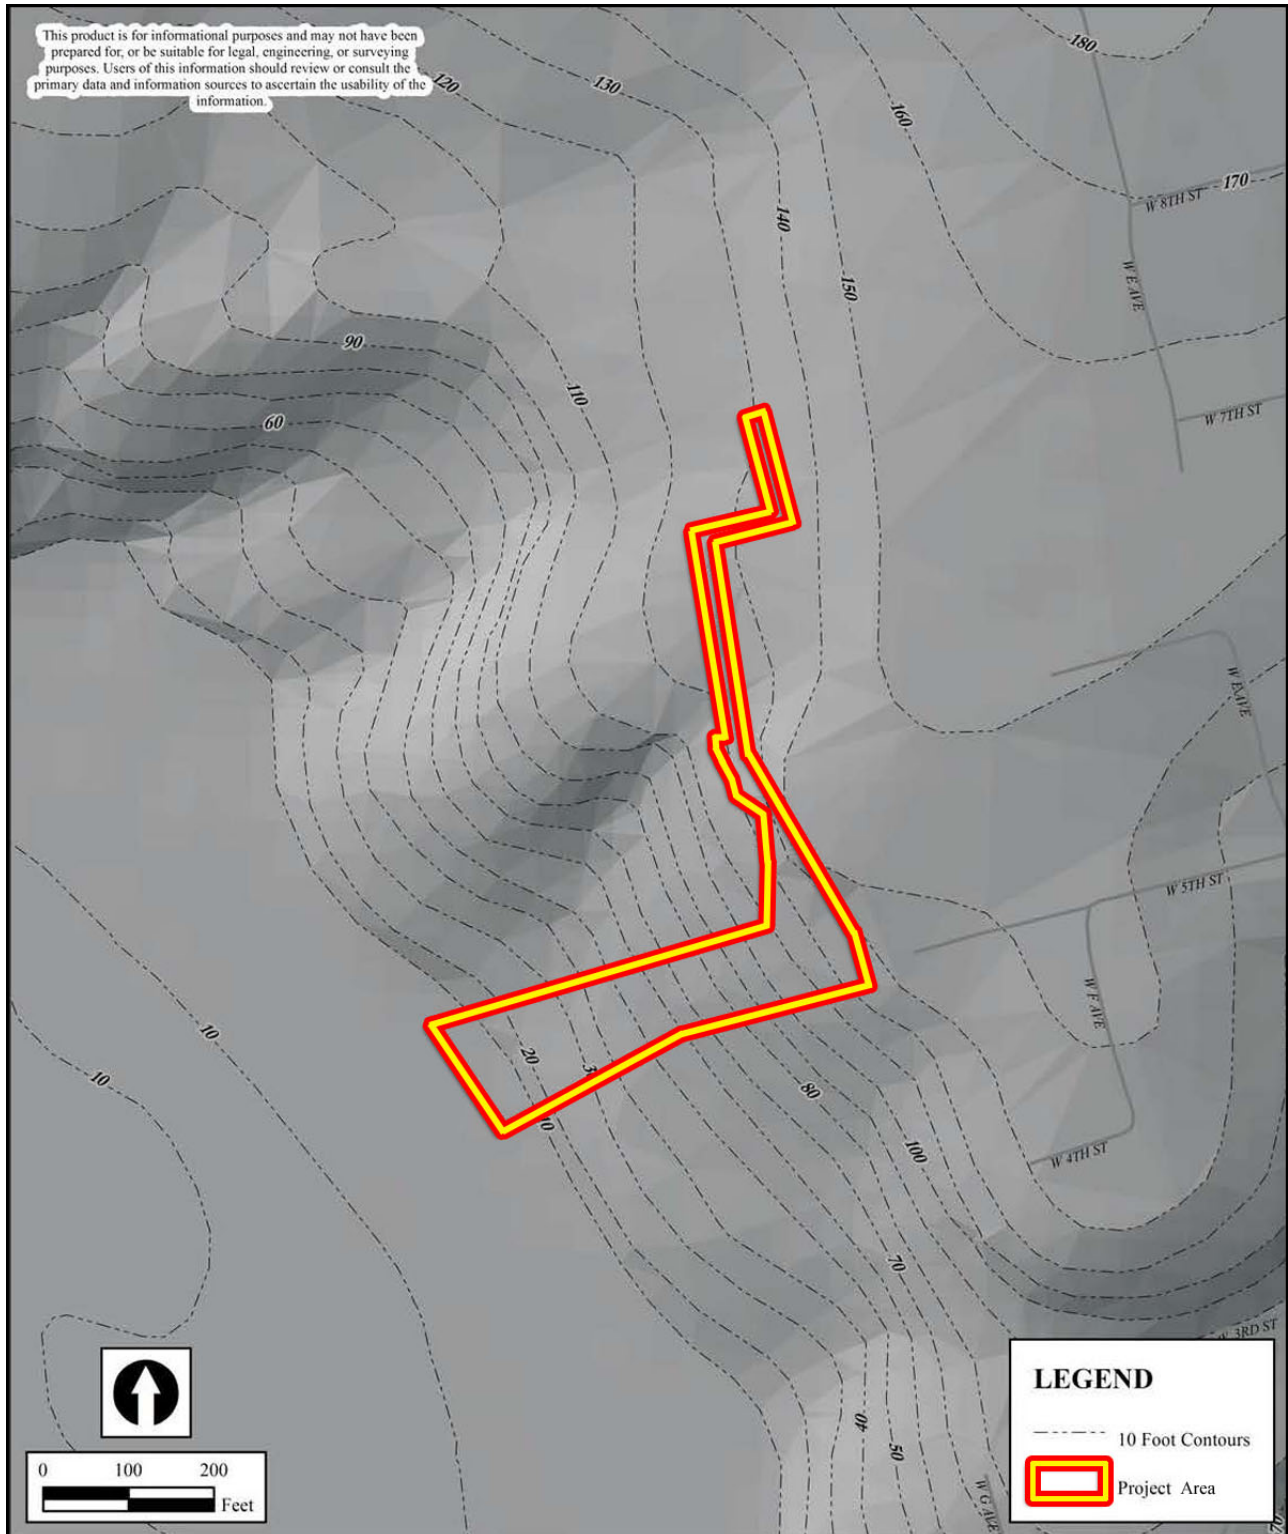 This product is for informational purposes and may not have been
prepared for, or be suitable for legal, engineering, or surveying
purposes. Users of this information should review or consult the
primary data and information sources to ascertain the usability of the
information.
180
120
130
160
170
W 8TH ST
140
W E AVE
150
90
110
60
W 7TH ST
W E AVE
W 5TH ST
W F AVE
10
10
20
3
80
10
100
W 4TH ST
70
W 3RD ST
40
50
W G AVE
0 100 200
Feet
LEGEND
10 Foot Contours
Project Area